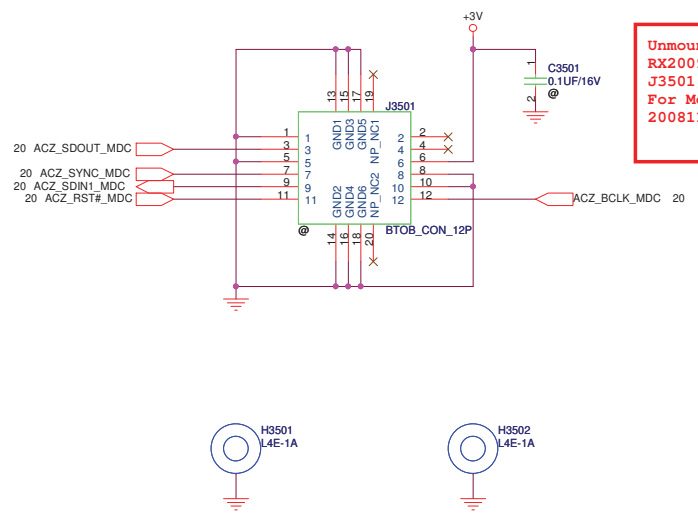 +3V
Unmoun
RX200
J3501
For M
20081
1
C3501
0.1UF/16V
2
@
13 15 17 19
J3501
GND1 GND3 GND5 NP_NC1
1 1 2 2
20 ACZ_SDOUT_MDC 3 3 4 4
5 5 6 6
20 ACZ_SYNC_MDC 7 7 8 8
20 ACZ_SDIN1_MDC 9 9 10 10
20 ACZ_RST#_MDC 11 11 12 12 ACZ_BCLK_MDC 20
GND2 GND4 GND6 NP_NC2
@ BTOB_CON_12P
14 16 18 20
H3501
L4E-1A
H3502
L4E-1A